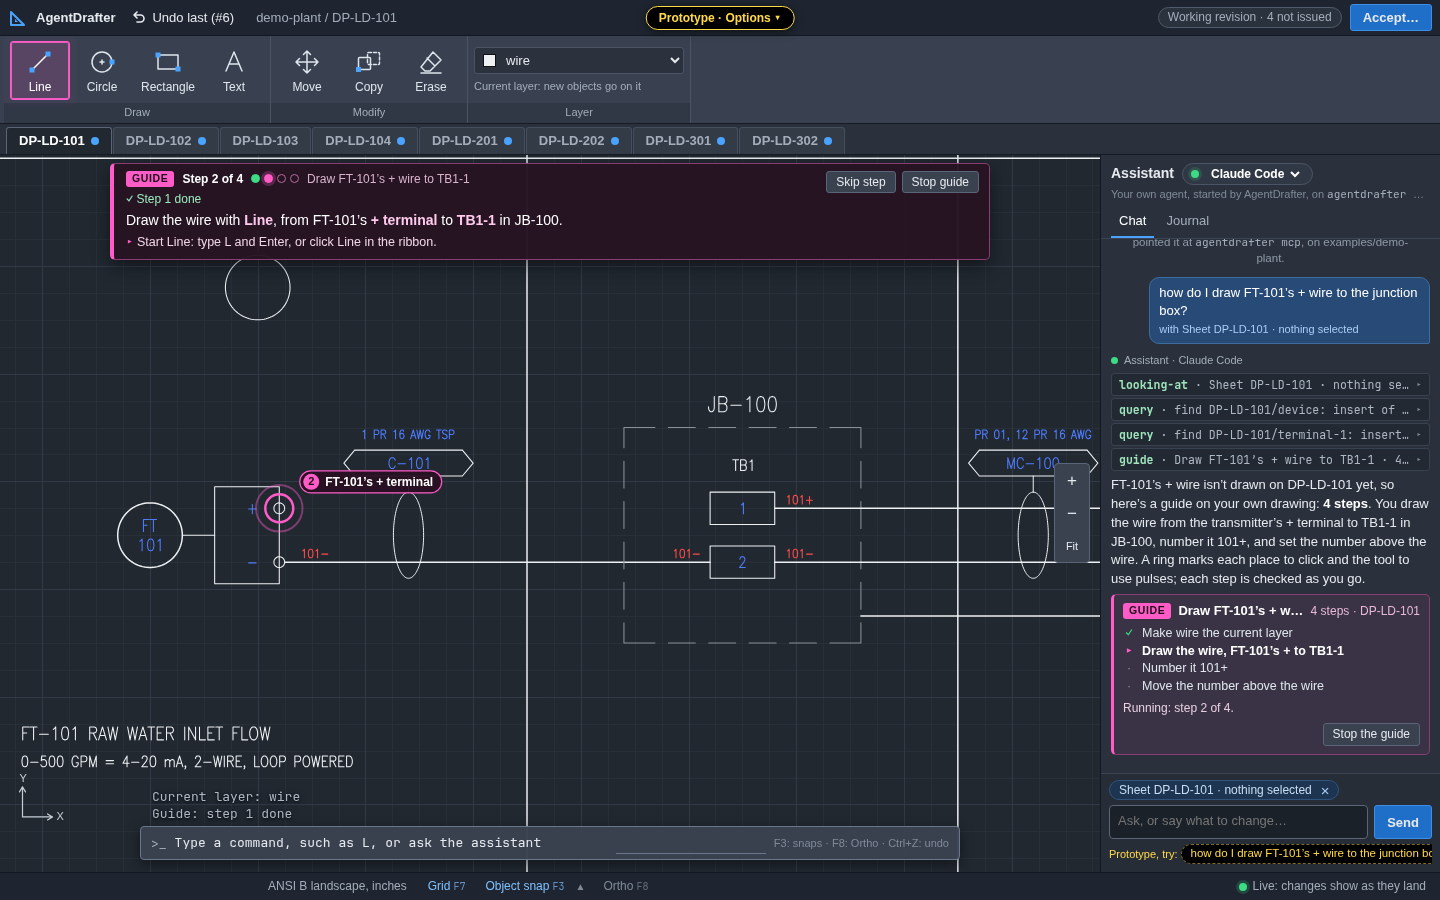 AgentDrafter
Undo last (#6)
demo-plant / DP-LD-101
Prototype · Options ▾
Working revision · 4 not issued
Accept…
Line
Circle
Rectangle
Text
Move
Copy
Erase
wire
Current layer: new objects go on it
Draw
Modify
Layer
DP-LD-101
DP-LD-102
DP-LD-103
DP-LD-104
DP-LD-201
DP-LD-202
DP-LD-301
DP-LD-302
GUIDE
Step 2 of 4
Draw FT-101’s + wire to TB1-1
Skip step
Stop guide
✓ Step 1 done
Draw the wire with Line, from FT-101’s + terminal to TB1-1 in JB-100.
▸ Start Line: type L and Enter, or click Line in the ribbon.
JB-100
1 PR 16 AWG TSP
PR 01, 12 PR 16 AWG
C-101
TB1
MC-100
2 FT-101’s + terminal
+
101+
1
FT
101
−
101−
101−
2
101−
+
−
Fit
FT-101 RAW WATER INLET FLOW
0-500 GPM = 4-20 mA, 2-WIRE, LOOP POWERED
Y
X
Current layer: wire
Guide: step 1 done
>_ Type a command, such as L, or ask the assistant
F3: snaps · F8: Ortho · Ctrl+Z: undo
Assistant
Claude Code
Your own agent, started by AgentDrafter, on agentdrafter …
Chat
Journal
pointed it at agentdrafter mcp, on examples/demo-
plant.
how do I draw FT-101’s + wire to the junction
box?
with Sheet DP-LD-101 · nothing selected
Assistant · Claude Code
looking-at · Sheet DP-LD-101 · nothing se… ▸
query · find DP-LD-101/device: insert of … ▸
query · find DP-LD-101/terminal-1: insert… ▸
guide · Draw FT-101’s + wire to TB1-1 · 4… ▸
FT-101’s + wire isn’t drawn on DP-LD-101 yet, so
here’s a guide on your own drawing: 4 steps. You draw
the wire from the transmitter’s + terminal to TB1-1 in
JB-100, number it 101+, and set the number above the
wire. A ring marks each place to click and the tool to
use pulses; each step is checked as you go.
GUIDE
Draw FT-101’s + w…
4 steps · DP-LD-101
✓ Make wire the current layer
▸ Draw the wire, FT-101’s + to TB1-1
· Number it 101+
· Move the number above the wire
Running: step 2 of 4.
Stop the guide
Sheet DP-LD-101 · nothing selected ×
Ask, or say what to change…
Send
Prototype, try:
how do I draw FT-101’s + wire to the junction bo
ANSI B landscape, inches
Grid F7
Object snap F3 ▴
Ortho F8
Live: changes show as they land